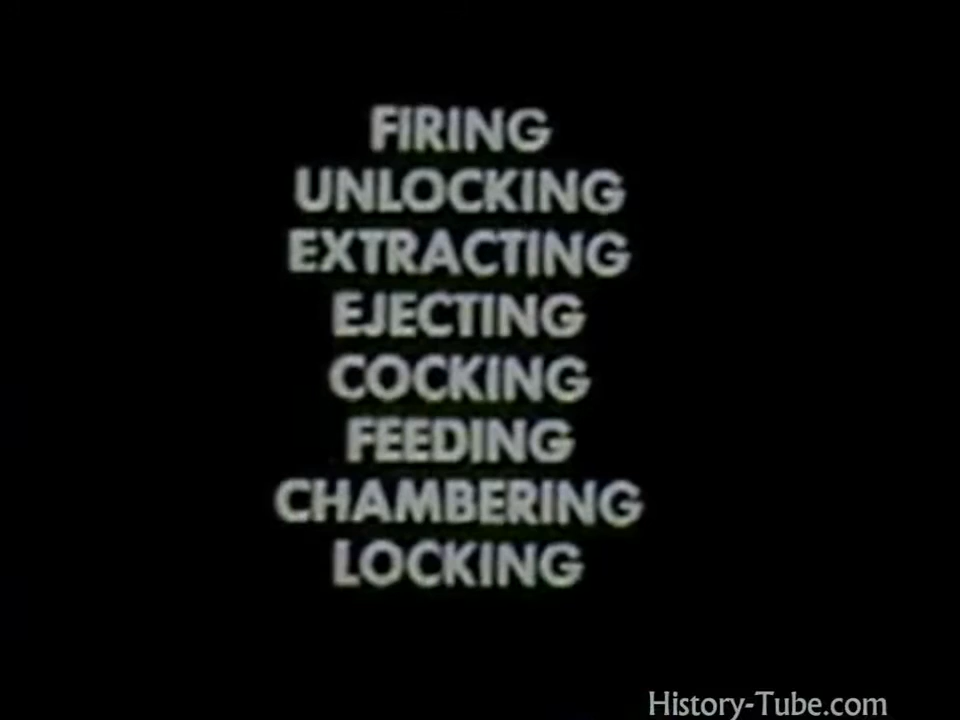 FIRING
UNLOCKING
EXTRACTING
EJECTING
COCKING
FEEDING
CHAMBERING
LOCKING
History-Tube.com